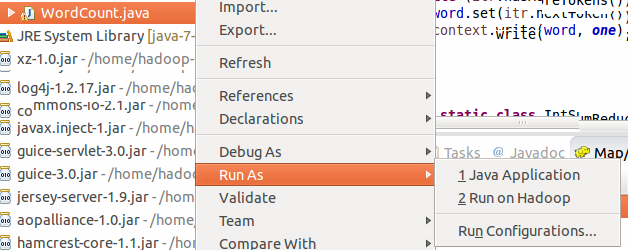 WordCount.java
JRE System Library [java-7-
xz-1.0.jar - /home/hadoop-
log4j-1.2.17.jar - /home/had
commons-io-2.1.jar - /home
javax.inject-1.jar - /home/ha
guice-servlet-3.0.jar - /home
guice-3.0.jar - /home/hadoo
jersey-server-1.9.jar - /home
aopalliance-1.0.jar - /home/
hamcrest-core-1.1.jar - /hom
Import...
Export...
Refresh
References
Declarations
Debug As
Run As
Validate
Team
Compare With
word.set(itr.nextToken())
context.write(word, one)
static class IntSumReduc
Tasks
@ Javadoc
Map/
1 Java Application
2 Run on Hadoop
Run Configurations...